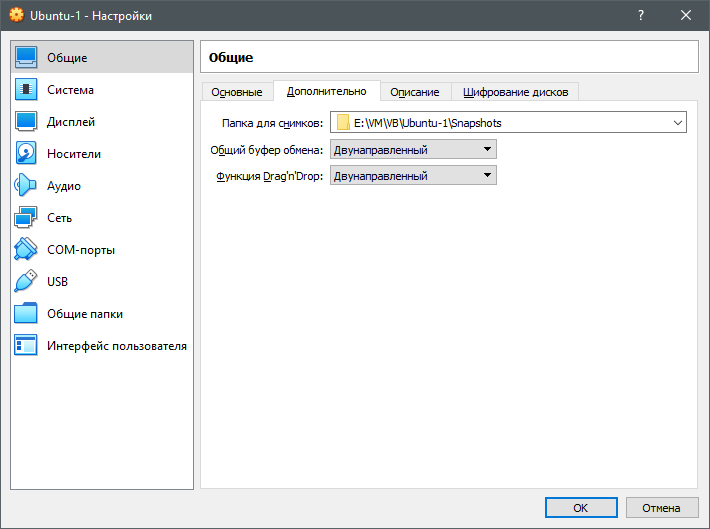 Ubuntu-1 - Настройки
Общие
Система
Дисплей
Носители
Аудио
Сеть
COM-порты
USB
Общие папки
Интерфейс пользователя
Общие
Основные Дополнительно Описание Шифрование дисков
Папка для снимков: E:\VM\VB\Ubuntu-1\Snapshots
Общий буфер обмена: Двунаправленный
Функция Drag'n'Drop: Двунаправленный
OK Отмена